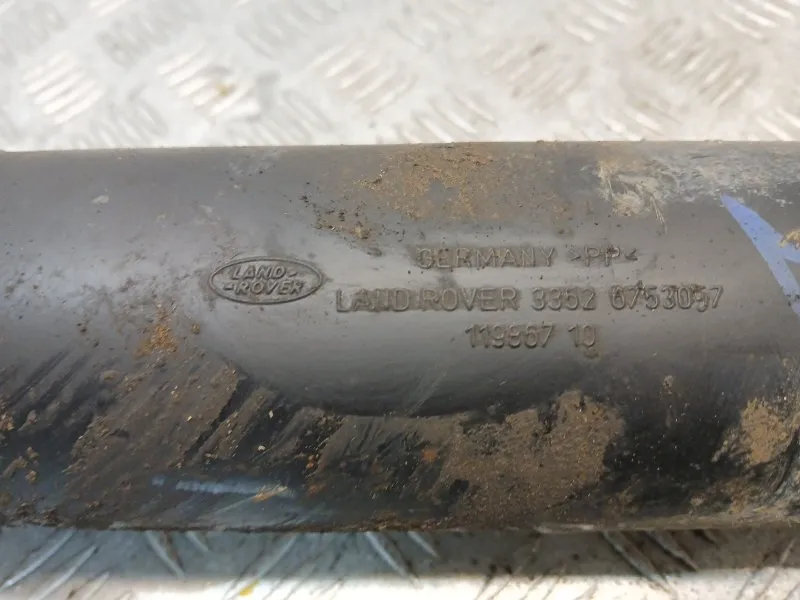 GERMANY >PP<
LAND-
-ROVER
LAND ROVER 3352 6753057
119867 10